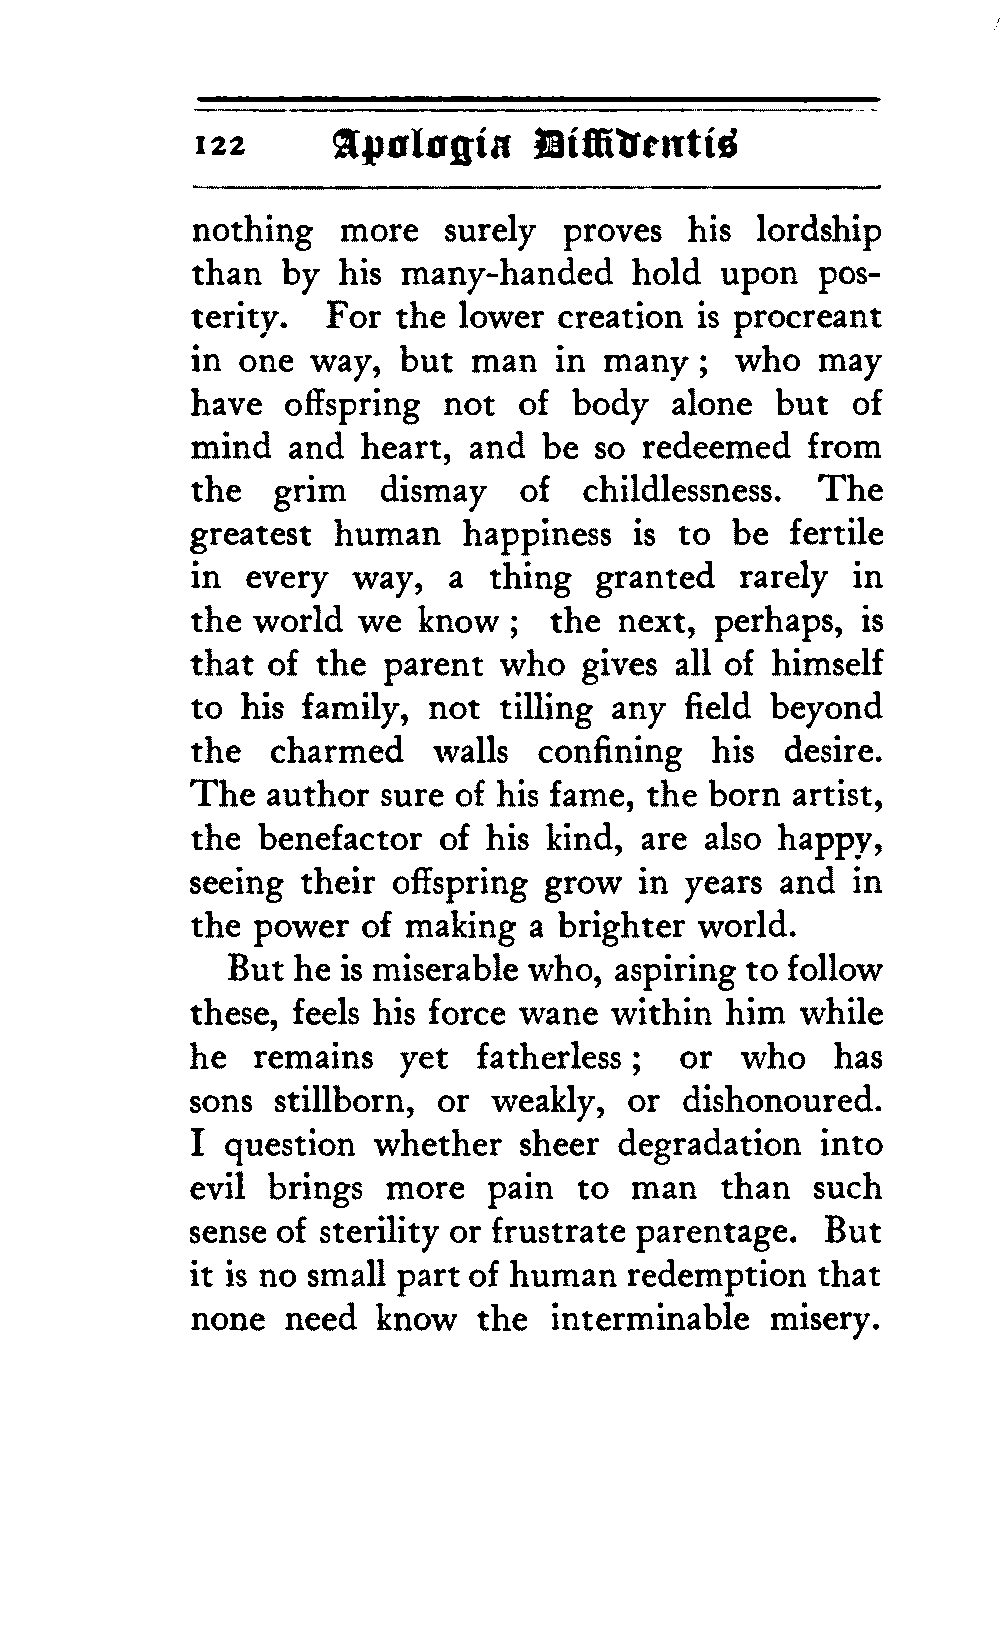 122 Apologia Diffidentis
nothing more surely proves his lordship
than by his many-handed hold upon pos-
terity. For the lower creation is procreant
in one way, but man in many ; who may
have offspring not of body alone but of
mind and heart, and be so redeemed from
the grim dismay of childlessness. The
greatest human happiness is to be fertile
in every way, a thing granted rarely in
the world we know ; the next, perhaps, is
that of the parent who gives all of himself
to his family, not tilling any field beyond
the charmed walls confining his desire.
The author sure of his fame, the born artist,
the benefactor of his kind, are also happy,
seeing their offspring grow in years and in
the power of making a brighter world.
But he is miserable who, aspiring to follow
these, feels his force wane within him while
he remains yet fatherless ; or who has
sons stillborn, or weakly, or dishonoured.
I question whether sheer degradation into
evil brings more pain to man than such
sense of sterility or frustrate parentage. But
it is no small part of human redemption that
none need know the interminable misery.